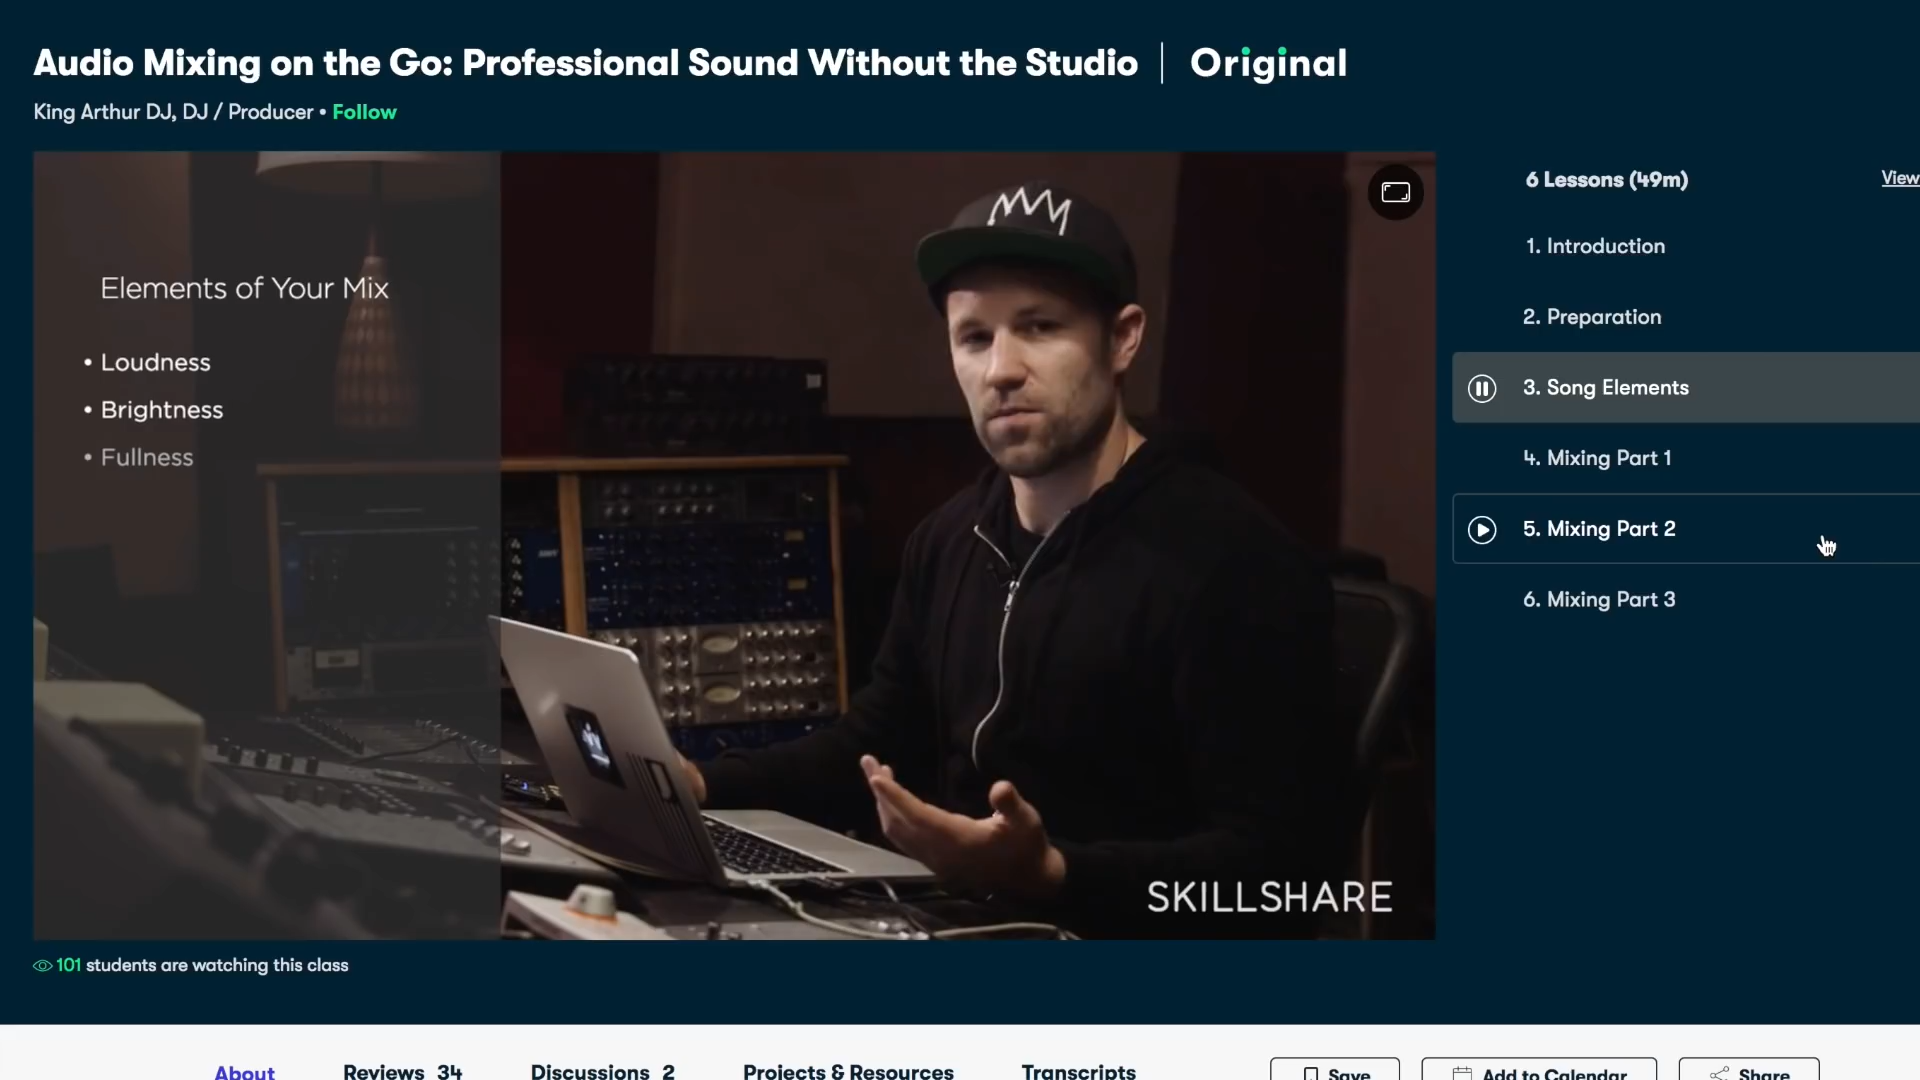 Audio Mixing on the Go: Professional Sound Without the Studio | Original
King Arthur DJ, DJ / Producer • Follow
Elements of Your Mix
• Loudness
• Brightness
• Fullness
SKILLSHARE
6 Lessons (49m)
View
1. Introduction
2. Preparation
3. Song Elements
4. Mixing Part 1
5. Mixing Part 2
6. Mixing Part 3
101 students are watching this class
About Reviews 34 Discussions 2 Projects & Resources Transcripts Save Add to Calendar Share